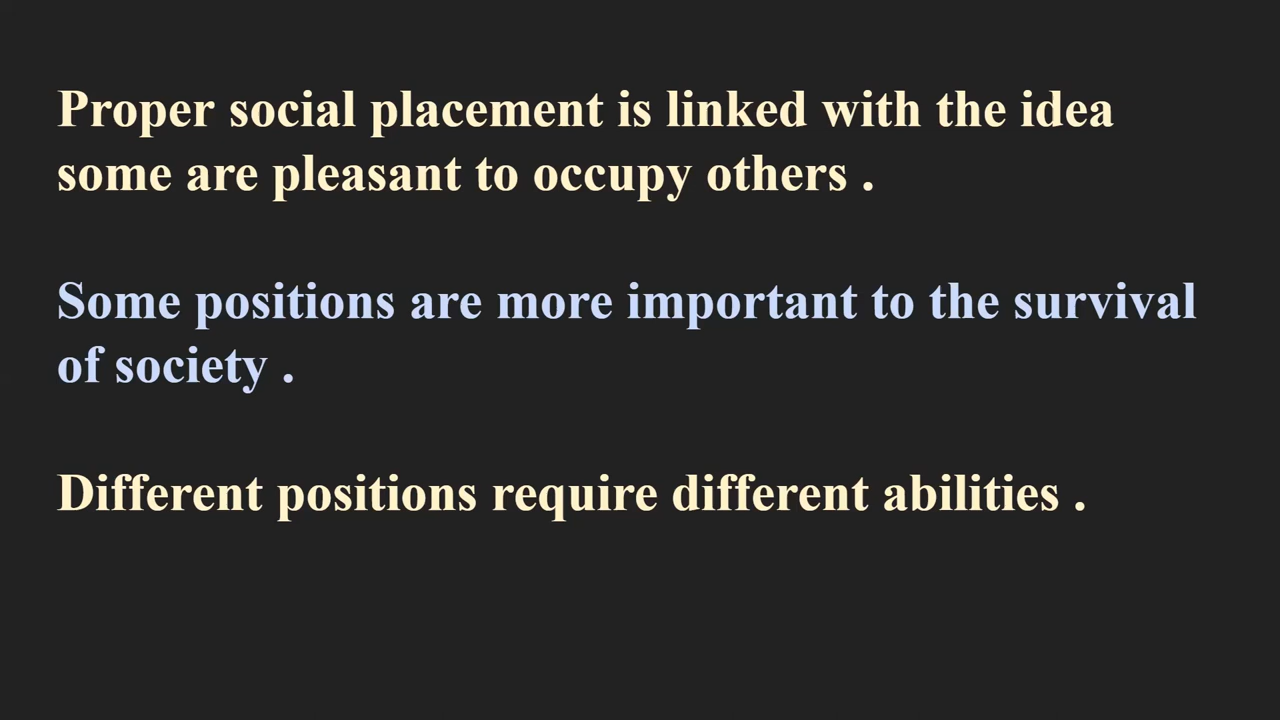 Proper social placement is linked with the idea
some are pleasant to occupy others .
Some positions are more important to the survival
of society .
Different positions require different abilities .